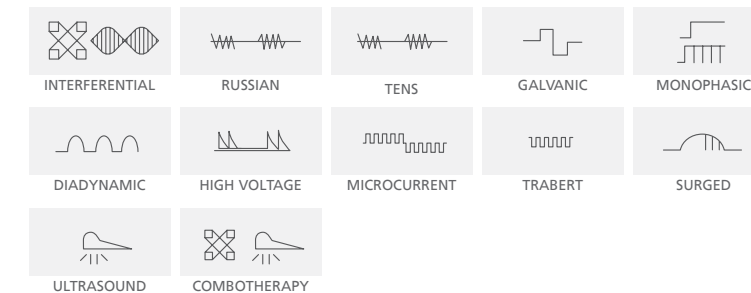 INTERFERENTIAL RUSSIAN TENS GALVANIC MONOPHASIC
DIADYNAMIC HIGH VOLTAGE MICROCURRENT TRABERT SURGED
ULTRASOUND COMBOTHERAPY